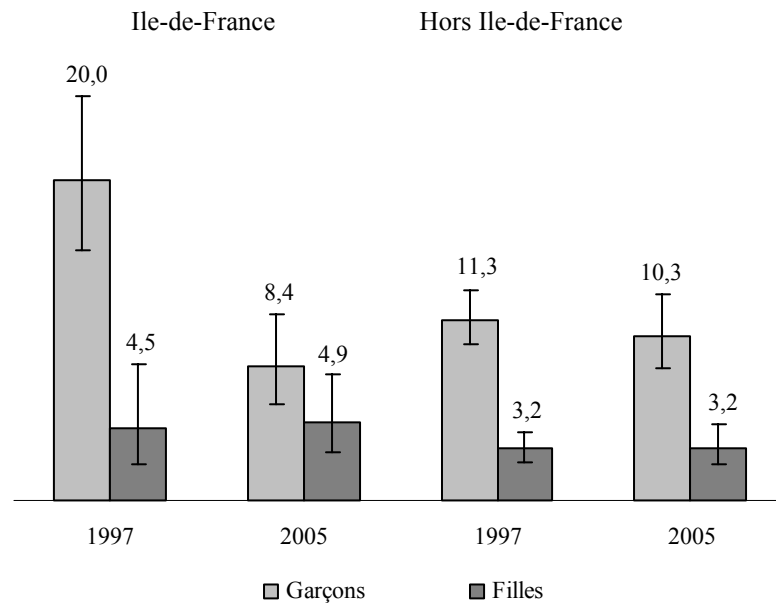 Ile-de-France Hors Ile-de-France
20,0
4,5
8,4
4,9
11,3
3,2
10,3
3,2
1997 2005 1997 2005
Garçons Filles